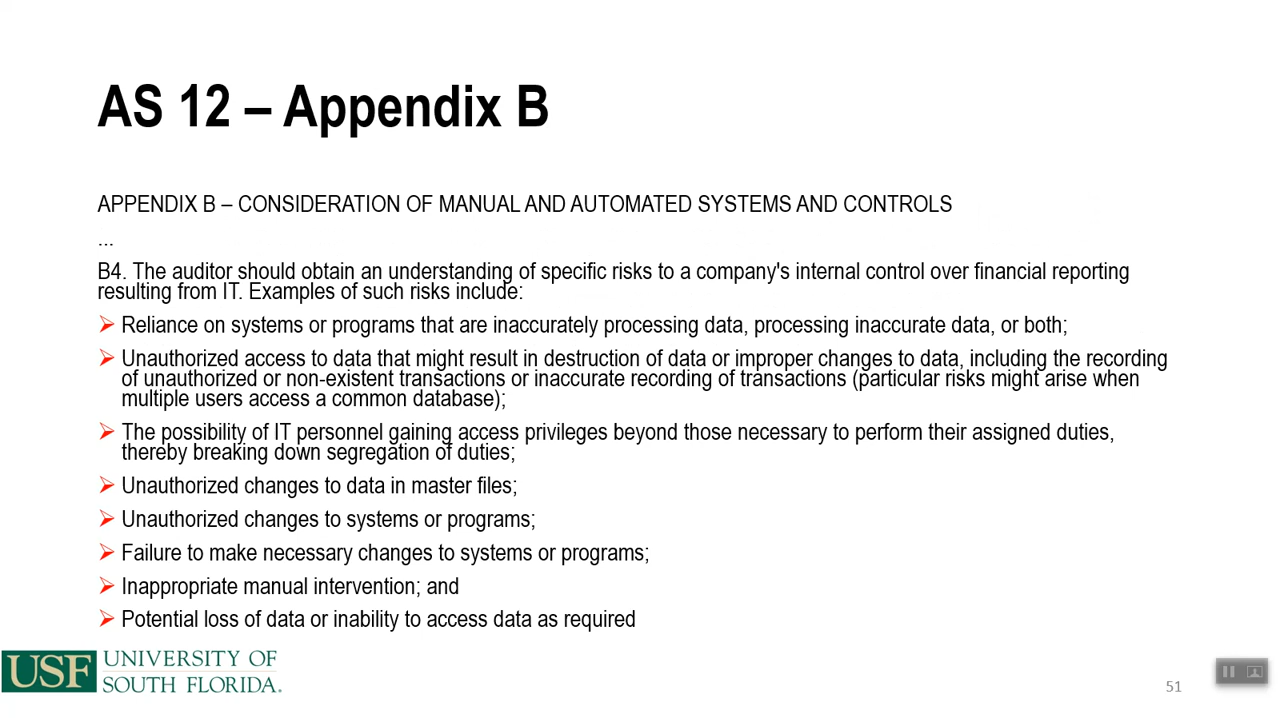 AS 12 – Appendix B
APPENDIX B – CONSIDERATION OF MANUAL AND AUTOMATED SYSTEMS AND CONTROLS
...
B4. The auditor should obtain an understanding of specific risks to a company's internal control over financial reporting
resulting from IT. Examples of such risks include:
Reliance on systems or programs that are inaccurately processing data, processing inaccurate data, or both;
Unauthorized access to data that might result in destruction of data or improper changes to data, including the recording
of unauthorized or non-existent transactions or inaccurate recording of transactions (particular risks might arise when
multiple users access a common database);
The possibility of IT personnel gaining access privileges beyond those necessary to perform their assigned duties,
thereby breaking down segregation of duties;
Unauthorized changes to data in master files;
Unauthorized changes to systems or programs;
Failure to make necessary changes to systems or programs;
Inappropriate manual intervention; and
Potential loss of data or inability to access data as required
USF
UNIVERSITY OF
SOUTH FLORIDA.
51